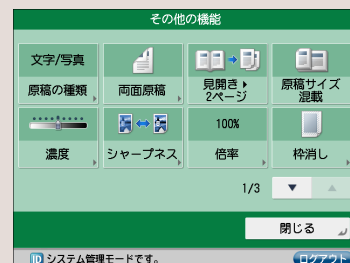 その他の機能
文字/写真
原稿の種類
両面原稿
見開き▶
2ページ
原稿サイズ
混載
濃度
シャープネス
100%
倍率
枠消し
1/3
閉じる
ID システム管理モードです。
ログアウト